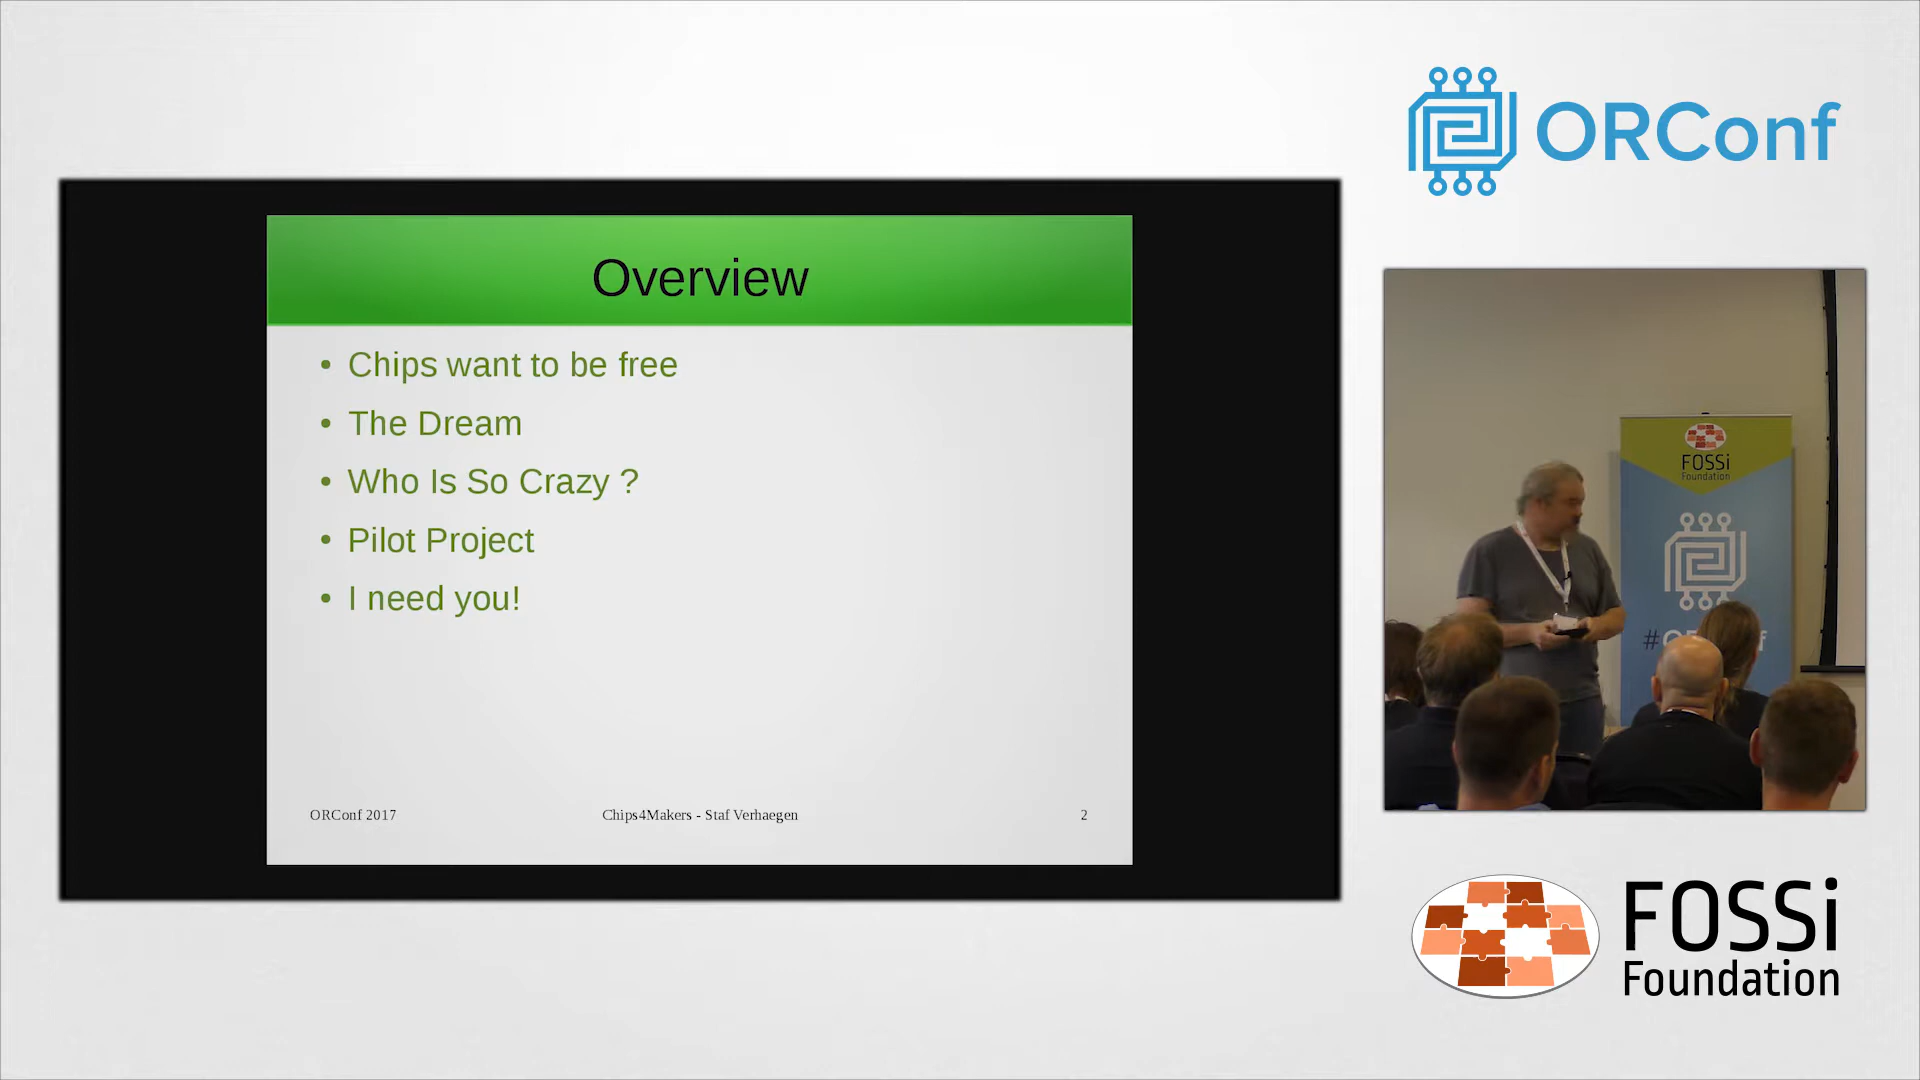 ORConf
Overview
• Chips want to be free
• The Dream
• Who Is So Crazy ?
• Pilot Project
• I need you!
ORConf 2017
Chips4Makers - Staf Verhaegen
2
FOSSi
Foundation
FOSSi
Foundation